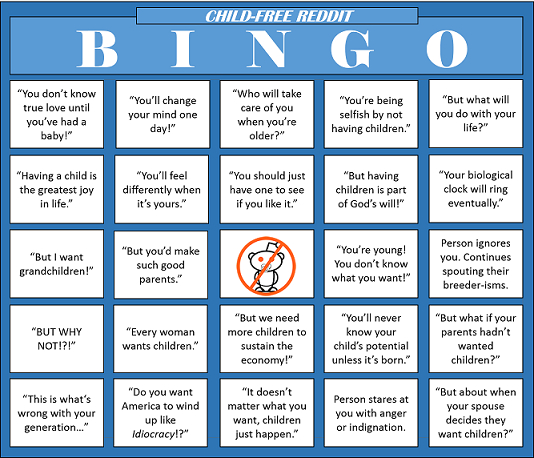 CHILD-FREE REDDIT
B I N G O
“You don’t know
true love until
you’ve had a
baby!”
“You’ll change
your mind one
day!”
“Who will take
care of you
when you’re
older?”
“You’re being
selfish by not
having children.”
“But what will
you do with your
life?”
“Having a child is
the greatest joy
in life.”
“You’ll feel
differently when
it’s yours.”
“You should just
have one to see
if you like it.”
“But having
children is part
of God’s will!”
“Your biological
clock will ring
eventually.”
“But I want
grandchildren!”
“But you’d make
such good
parents.”
“You’re young!
You don’t know
what you want!”
Person ignores
you. Continues
spouting their
breeder-isms.
“BUT WHY
NOT!?!”
“Every woman
wants children.”
“But we need
more children to
sustain the
economy!”
“You’ll never
know your
child’s potential
unless it’s born.”
“But what if your
parents hadn’t
wanted
children?”
“This is what’s
wrong with your
generation…”
“Do you want
America to wind
up like
Idiocracy!?”
“It doesn’t
matter what you
want, children
just happen.”
Person stares at
you with anger
or indignation.
“But about when
your spouse
decides they
want children?”